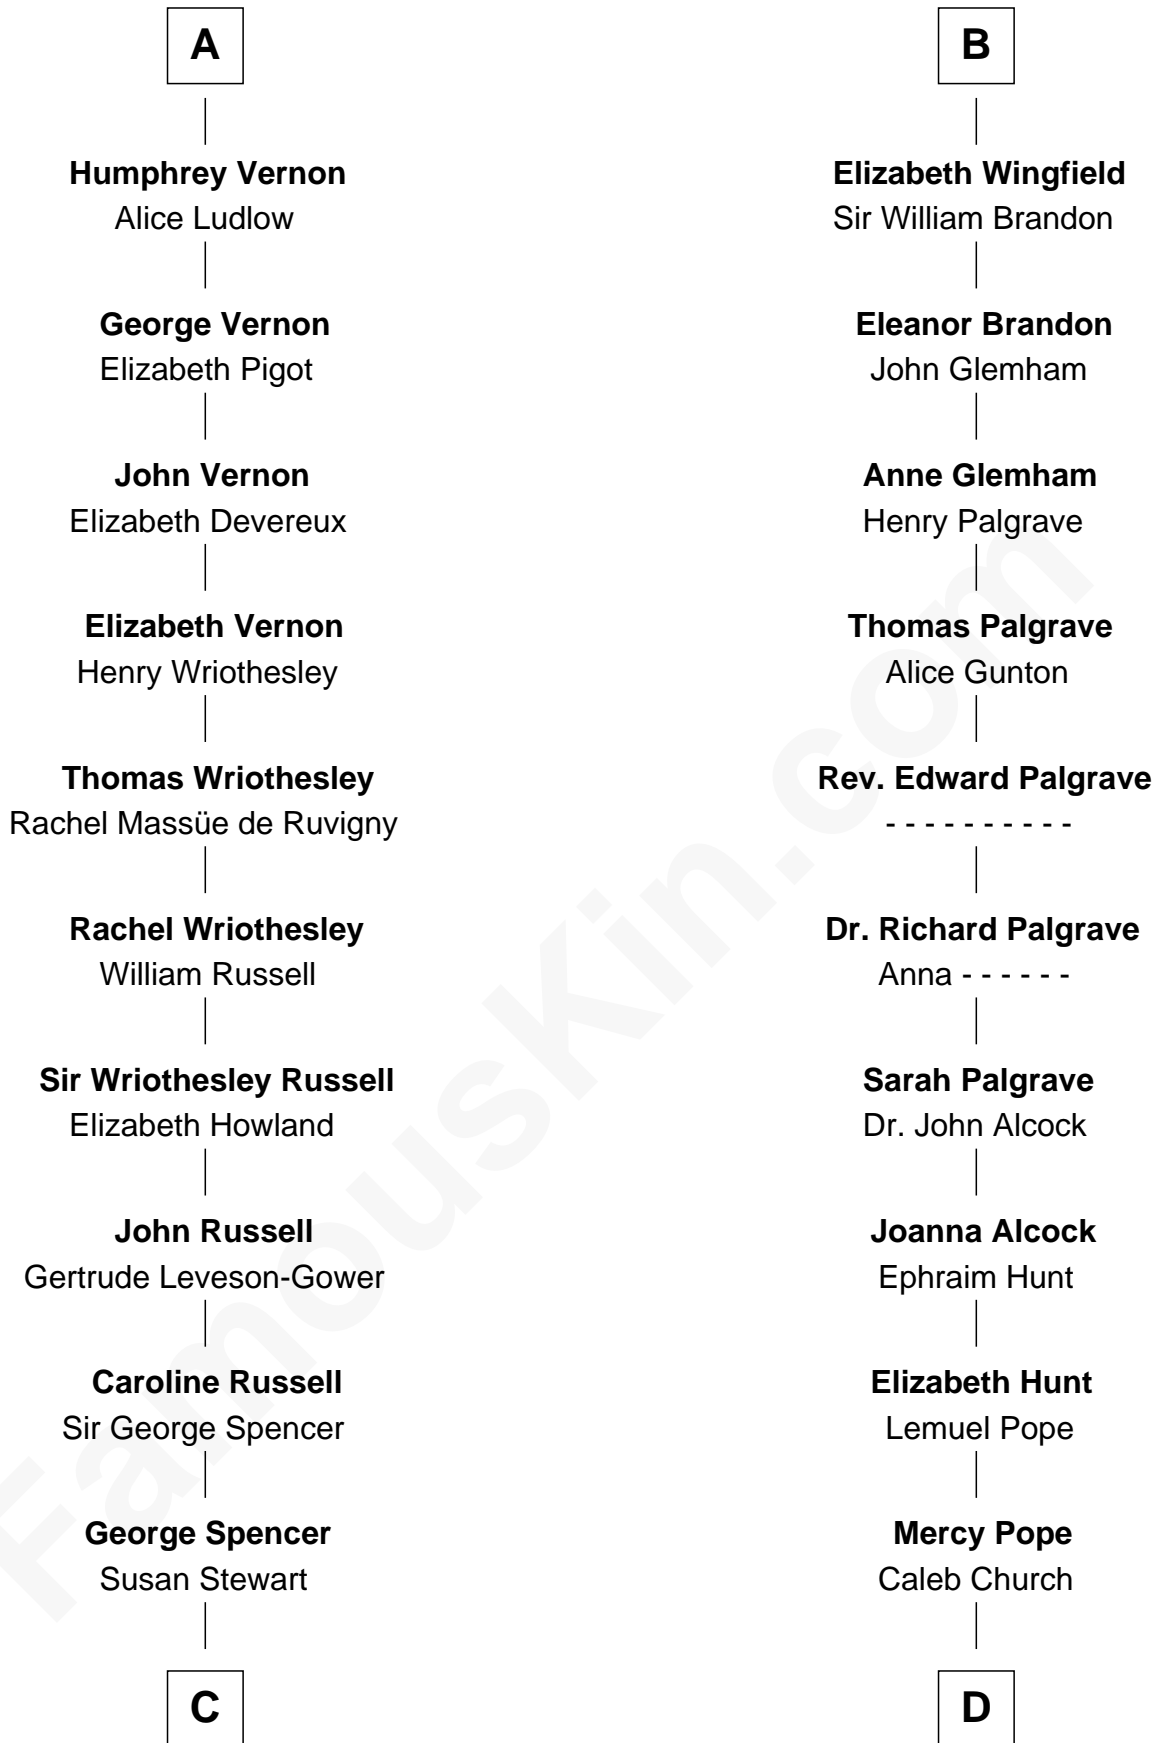 A
Humphrey Vernon
Alice Ludlow
George Vernon
Elizabeth Pigot
John Vernon
Elizabeth Devereux
Elizabeth Vernon
Henry Wriothesley
Thomas Wriothesley
Rachel Massüe de Ruvigny
Rachel Wriothesley
William Russell
Sir Wriothesley Russell
Elizabeth Howland
John Russell
Gertrude Leveson-Gower
Caroline Russell
Sir George Spencer
George Spencer
Susan Stewart
C
B
Elizabeth Wingfield
Sir William Brandon
Eleanor Brandon
John Glemham
Anne Glemham
Henry Palgrave
Thomas Palgrave
Alice Gunton
Rev. Edward Palgrave
- - - - - - - - - -
Dr. Richard Palgrave
Anna - - - - - -
Sarah Palgrave
Dr. John Alcock
Joanna Alcock
Ephraim Hunt
Elizabeth Hunt
Lemuel Pope
Mercy Pope
Caleb Church
D
FamousKin.com